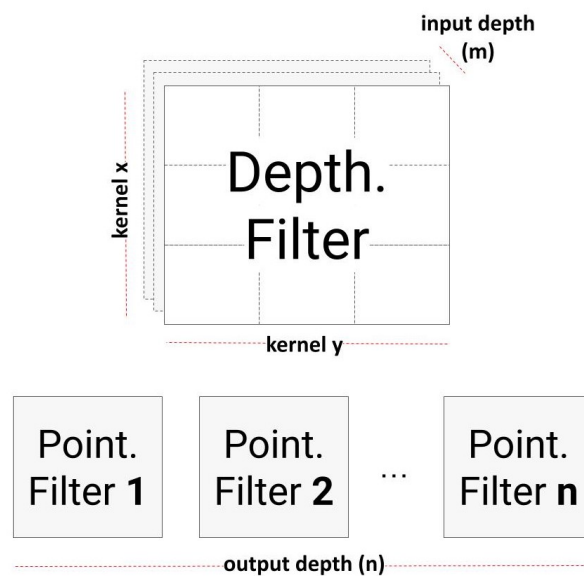 input depth
(m)
kernel x
Depth.
Filter
kernel y
Point.
Filter 1
Point.
Filter 2
...
Point.
Filter n
output depth (n)